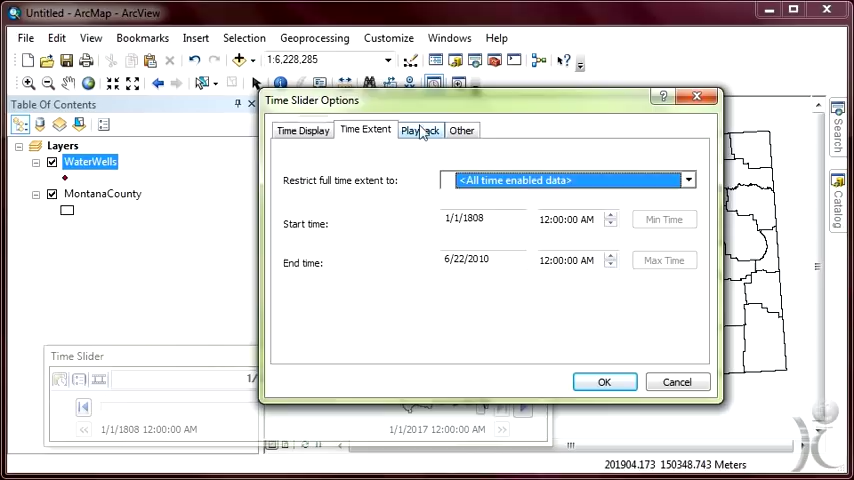 Untitled - ArcMap - ArcView
File Edit View Bookmarks Insert Selection Geoprocessing Customize Windows Help
1:6,228,285
Table Of Contents
Layers
WaterWells
MontanaCounty
Time Slider Options
Time Display Time Extent Playback Other
Restrict full time extent to: <All time enabled data>
Start time: 1/1/1808 12:00:00 AM Min Time
End time: 6/22/2010 12:00:00 AM Max Time
OK Cancel
Search
Catalog
Time Slider
1/
1/1/1808 12:00:00 AM 1/1/2017 12:00:00 AM
201904.173 150348.743 Meters